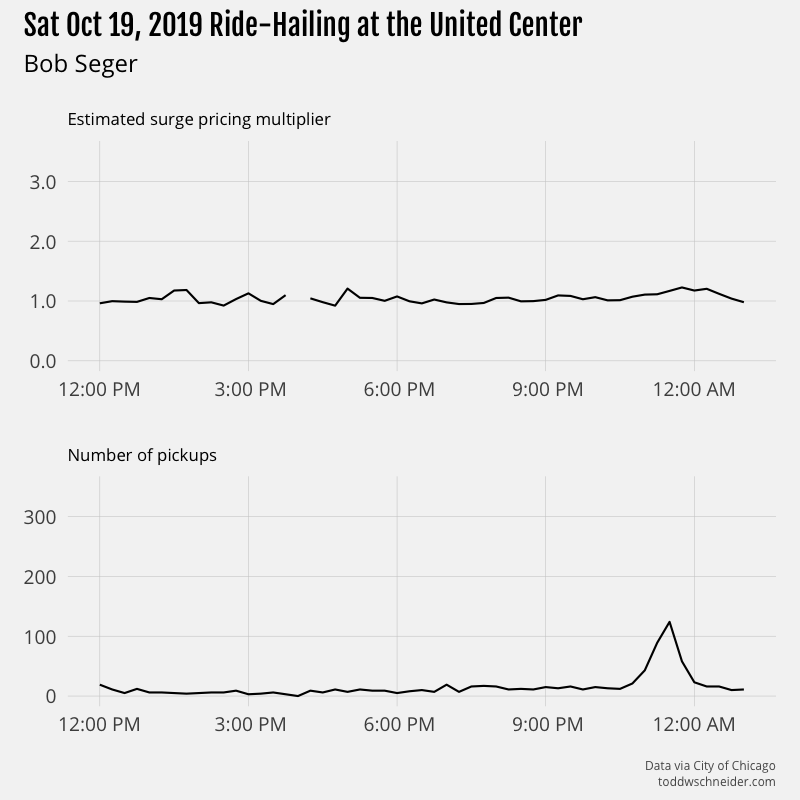 Sat Oct 19, 2019 Ride-Hailing at the United Center
Bob Seger
Estimated surge pricing multiplier
3.0
2.0
1.0
0.0
12:00 PM 3:00 PM 6:00 PM 9:00 PM 12:00 AM
Number of pickups
300
200
100
0
12:00 PM 3:00 PM 6:00 PM 9:00 PM 12:00 AM
Data via City of Chicago
toddwschneider.com